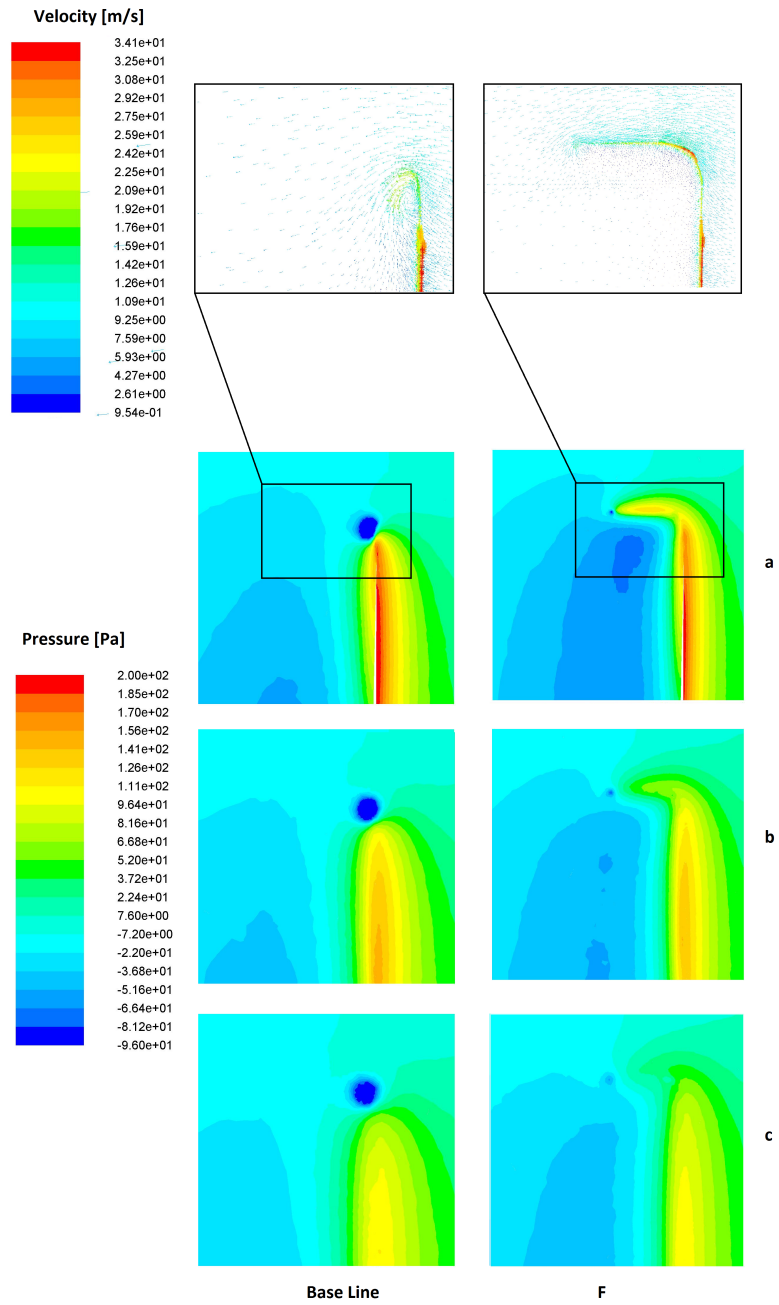 Velocity [m/s]
3.41e+01
3.25e+01
3.08e+01
2.92e+01
2.75e+01
2.59e+01
2.42e+01
2.25e+01
2.09e+01
1.92e+01
1.76e+01
1.59e+01
1.42e+01
1.26e+01
1.09e+01
9.25e+00
7.59e+00
5.93e+00
4.27e+00
2.61e+00
9.54e-01
a
Pressure [Pa]
2.00e+02
1.85e+02
1.70e+02
1.56e+02
1.41e+02
1.26e+02
1.11e+02
9.64e+01
8.16e+01
6.68e+01
5.20e+01
3.72e+01
2.24e+01
7.60e+00
-7.20e+00
-2.20e+01
-3.68e+01
-5.16e+01
-6.64e+01
-8.12e+01
-9.60e+01
b
c
Base Line
F